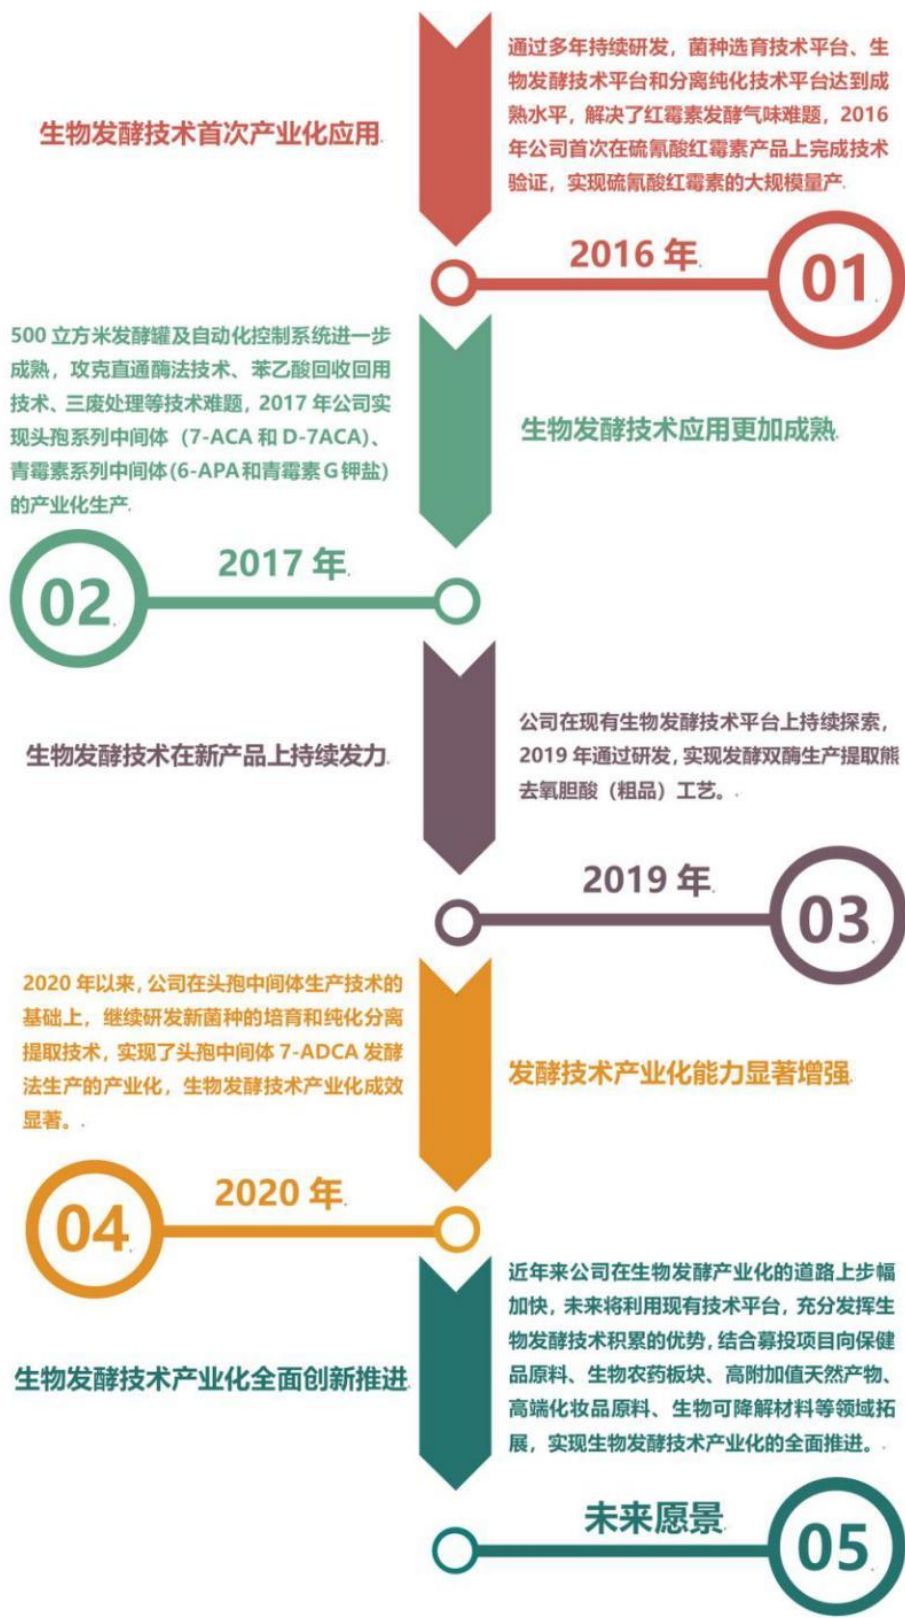 生物发酵技术首次产业化应用
通过多年持续研发，菌种选育技术平台、生
物发酵技术平台和分离纯化技术平台达到成
熟水平，解决了红霉素发酵气味难题，2016
年公司首次在硫氰酸红霉素产品上完成技术
验证，实现硫氰酸红霉素的大规模量产
2016 年
01
500 立方米发酵罐及自动化控制系统进一步
成熟，攻克直通酶法技术、苯乙酸回收回用
技术、三废处理等技术难题，2017 年公司实
现头孢系列中间体（7-ACA 和 D-7ACA）、
青霉素系列中间体(6-APA和青霉素G钾盐)
的产业化生产
生物发酵技术应用更加成熟
2017 年
02
生物发酵技术在新产品上持续发力
公司在现有生物发酵技术平台上持续探索，
2019 年通过研发，实现发酵双酶生产提取熊
去氧胆酸（粗品）工艺。
2019 年
03
2020 年以来，公司在头孢中间体生产技术的
基础上，继续研发新菌种的培育和纯化分离
提取技术，实现了头孢中间体 7-ADCA 发酵
法生产的产业化，生物发酵技术产业化成效
显著。
发酵技术产业化能力显著增强
2020 年
04
生物发酵技术产业化全面创新推进
近年来公司在生物发酵产业化的道路上步幅
加快，未来将利用现有技术平台，充分发挥生
物发酵技术积累的优势，结合募投项目向保健
品原料、生物农药板块、高附加值天然产物、
高端化妆品原料、生物可降解材料等领域拓
展，实现生物发酵技术产业化的全面推进。
未来愿景
05